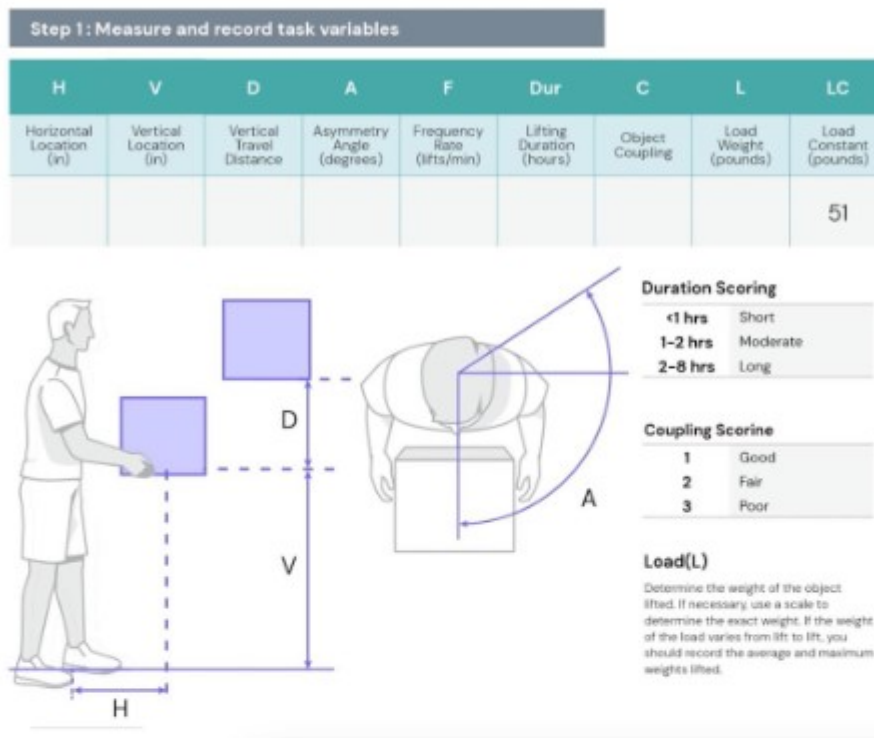 Step 1: Measure and record task variables
H V D A F Dur C L LC
Horizontal Location (in) Vertical Location (in) Vertical Travel Distance Asymmetry Angle (degrees) Frequency Rate (lifts/min) Lifting Duration (hours) Object Coupling Load Weight (pounds) Load Constant (pounds)
51
Duration Scoring
<1 hrs Short
1-2 hrs Moderate
2-8 hrs Long
D
Coupling Scorine
1 Good
2 Fair
3 Poor
A
V
Load(L)
Determine the weight of the object
lifted. If necessary, use a scale to
determine the exact weight. If the weight
of the load varies from lift to lift, you
should record the average and maximum
weights lifted.
H